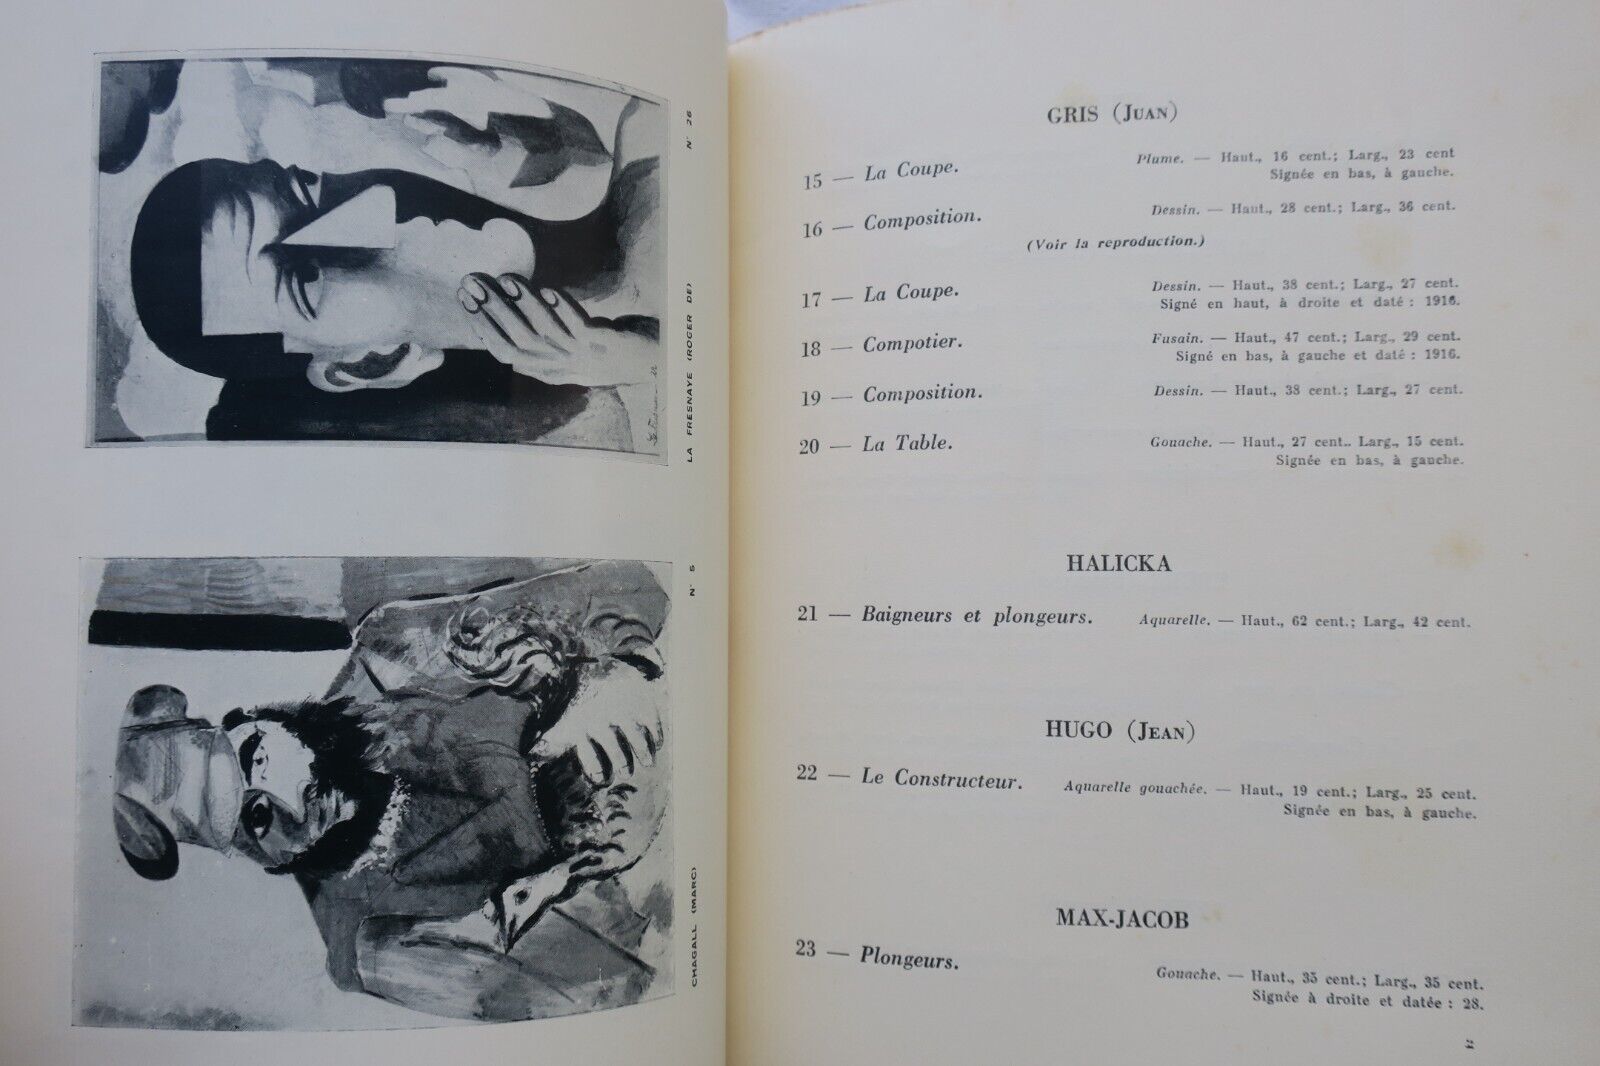 LA FRESNAYE (ROGER DE) N° 26
CHAGALL (MARC) N° 5
GRIS (JUAN)
15 — La Coupe. Plume. — Haut., 16 cent.; Larg., 23 cent
Signée en bas, à gauche.
16 — Composition. Dessin. — Haut., 28 cent.; Larg., 36 cent.
(Voir la reproduction.)
17 — La Coupe. Dessin. — Haut., 38 cent.; Larg., 27 cent.
Signé en haut, à droite et daté : 1916.
18 — Compotier. Fusain. — Haut., 47 cent.; Larg., 29 cent.
Signé en bas, à gauche et daté : 1916.
19 — Composition. Dessin. — Haut., 38 cent.; Larg., 27 cent.
20 — La Table. Gouache. — Haut., 27 cent.. Larg., 15 cent.
Signée en bas, à gauche.
HALICKA
21 — Baigneurs et plongeurs. Aquarelle. — Haut., 62 cent.; Larg., 42 cent.
HUGO (JEAN)
22 — Le Constructeur. Aquarelle gouachée. — Haut., 19 cent.; Larg., 25 cent.
Signée en bas, à gauche.
MAX-JACOB
23 — Plongeurs. Gouache. — Haut., 35 cent.; Larg., 35 cent.
Signée à droite et datée : 28.